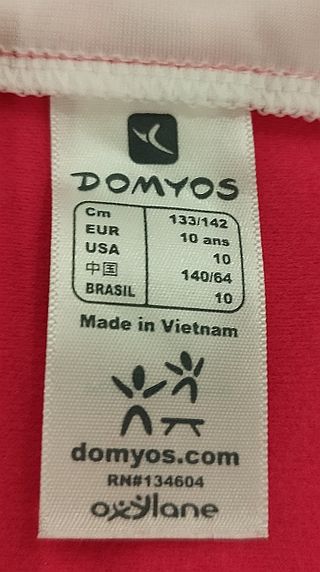 DOMYOS
Cm 133/142
EUR 10 ans
USA 10
中国 140/64
BRASIL 10
Made in Vietnam
domyos.com
RN#134604
oxylane